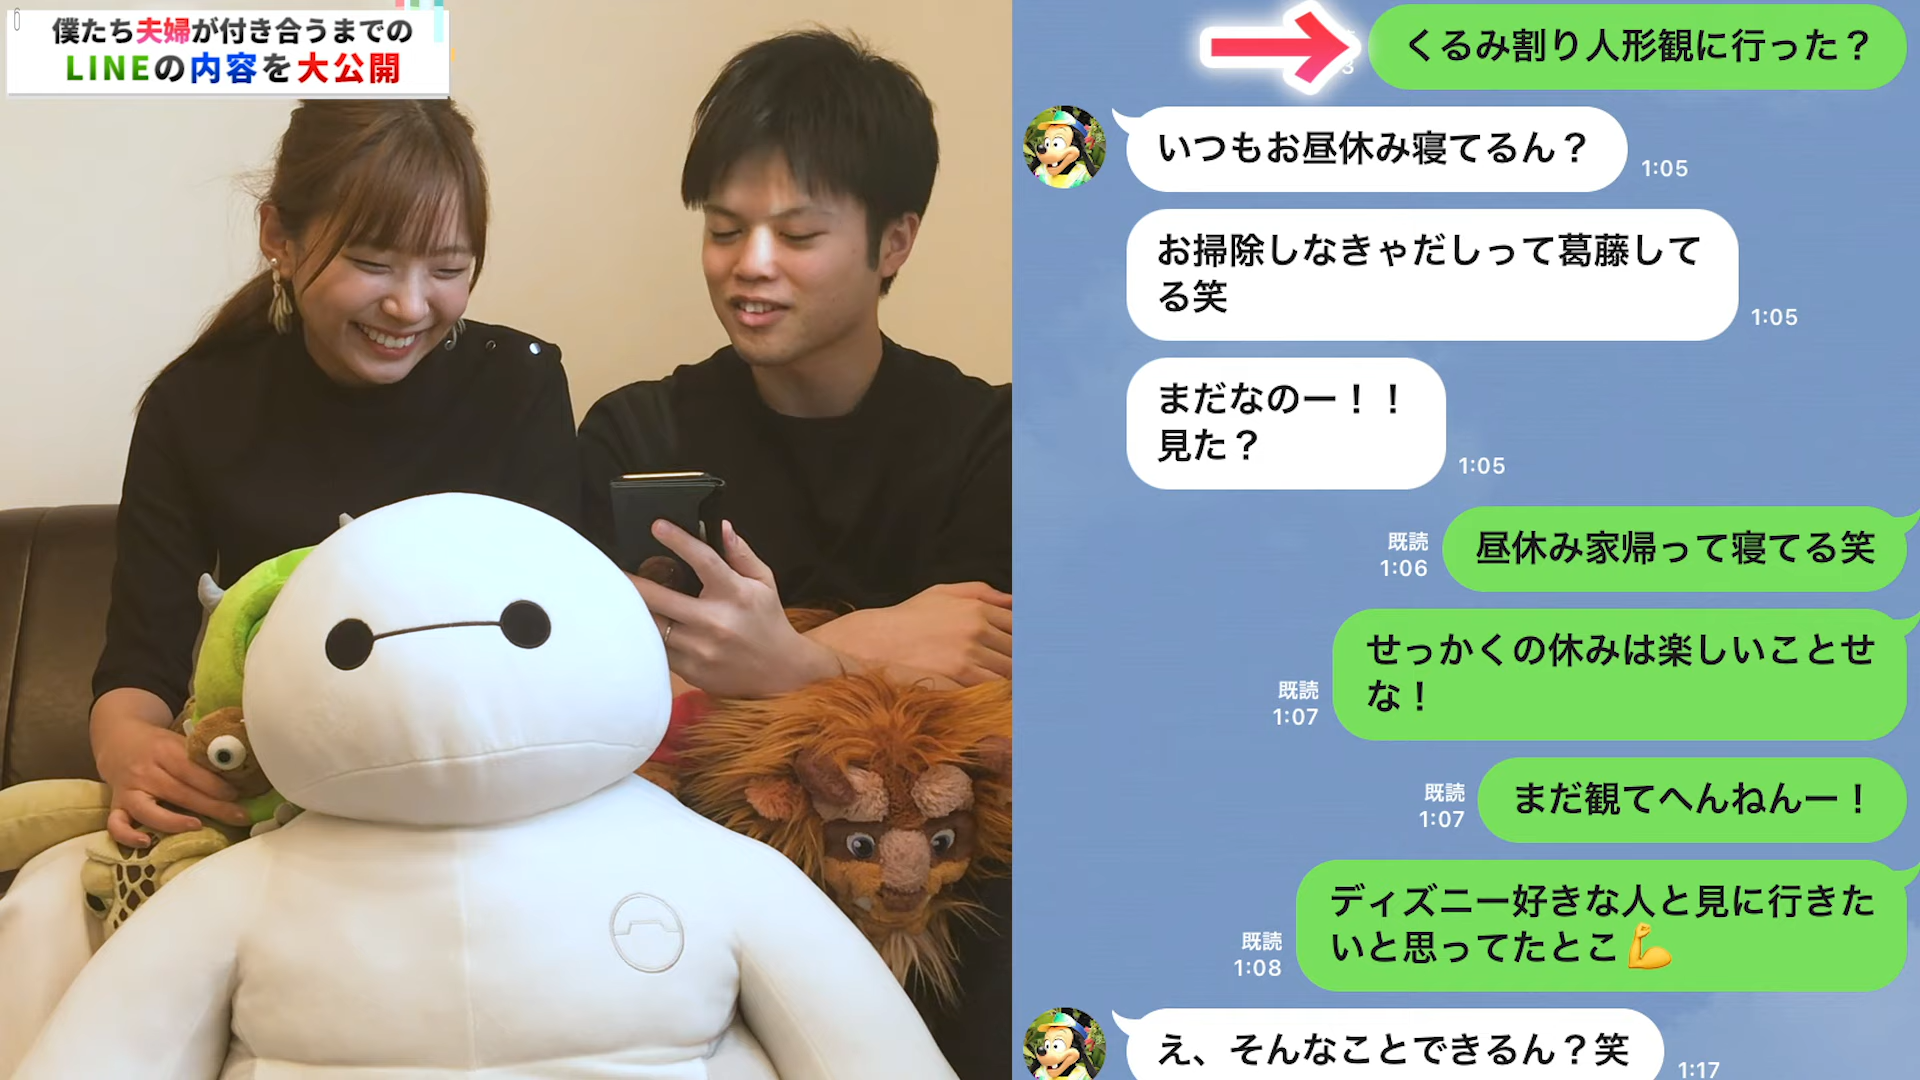 僕たち夫婦が付き合うまでの
LINEの内容を大公開
くるみ割り人形観に行った？
いつもお昼休み寝てるん？
1:05
お掃除しなきゃだしって葛藤して
る笑
1:05
まだなのー！！
見た？
1:05
既読
1:06
昼休み家帰って寝てる笑
せっかくの休みは楽しいことせ
な！
既読
1:07
既読
1:07
まだ観てへんねんー！
ディズニー好きな人と見に行きた
いと思ってたとこ💪
既読
1:08
え、そんなことできるん？笑
1:17